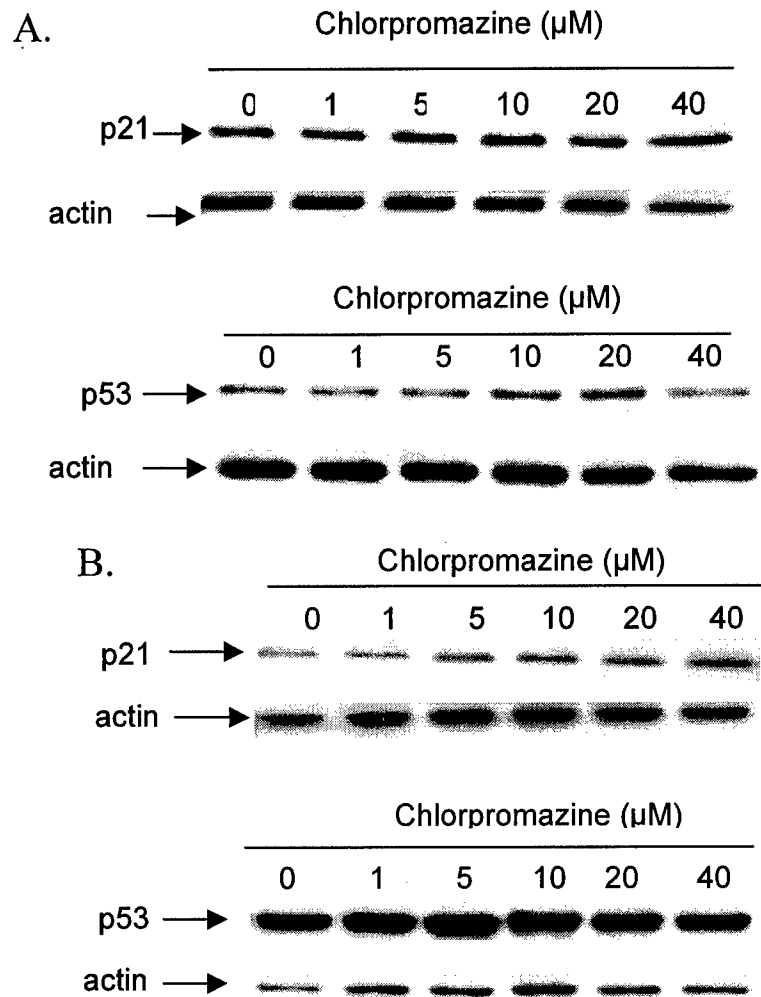 A.
Chlorpromazine (µM)
0 1 5 10 20 40
p21
actin
Chlorpromazine (µM)
0 1 5 10 20 40
p53
actin
B.
Chlorpromazine (µM)
0 1 5 10 20 40
p21
actin
Chlorpromazine (µM)
0 1 5 10 20 40
p53
actin